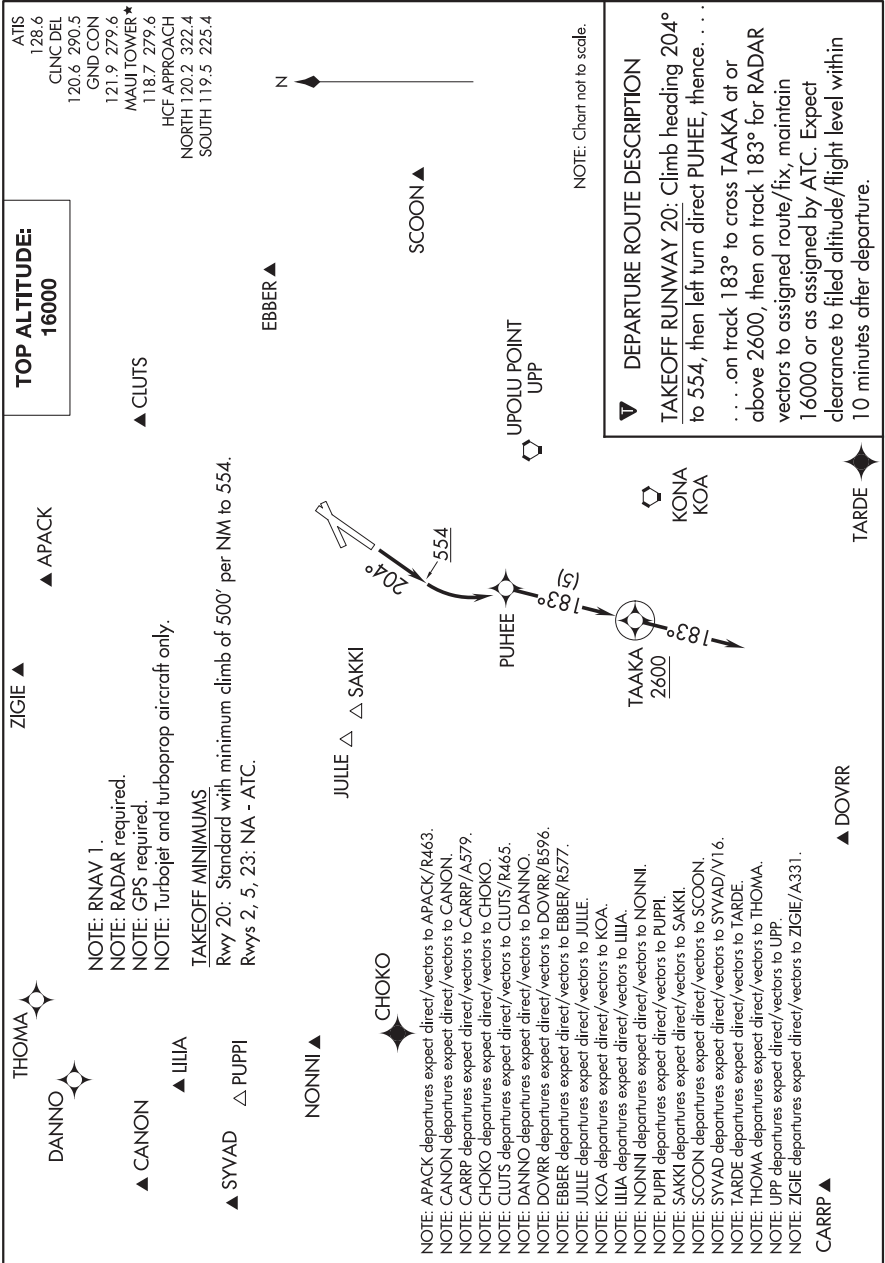 TOP ALTITUDE:
16000
ATIS
128.6
CLNC DEL
120.6 290.5
GND CON
121.9 279.6
MAUI TOWER★
118.7 279.6
HCF APPROACH
NORTH 120.2 322.4
SOUTH 119.5 225.4
N
THOMA
DANNO
CANON
LILIA
SYVAD
PUPPI
NONNI
CHOKO
ZIGIE
APACK
CLUTS
EBBER
SCOON
NOTE: RNAV 1.
NOTE: RADAR required.
NOTE: GPS required.
NOTE: Turbojet and turboprop aircraft only.
TAKEOFF MINIMUMS
Rwy 20: Standard with minimum climb of 500' per NM to 554.
Rwys 2, 5, 23: NA - ATC.
JULLE
SAKKI
204°
554
PUHEE
183°
(5)
TAAKA
2600
183°
UPOLU POINT
UPP
KONA
KOA
TARDE
DOVRR
CARRP
NOTE: Chart not to scale.
NOTE: APACK departures expect direct/vectors to APACK/R463.
NOTE: CANON departures expect direct/vectors to CANON.
NOTE: CARRP departures expect direct/vectors to CARRP/A579.
NOTE: CHOKO departures expect direct/vectors to CHOKO.
NOTE: CLUTS departures expect direct/vectors to CLUTS/R465.
NOTE: DANNO departures expect direct/vectors to DANNO.
NOTE: DOVRR departures expect direct/vectors to DOVRR/B596.
NOTE: EBBER departures expect direct/vectors to EBBER/R577.
NOTE: JULLE departures expect direct/vectors to JULLE.
NOTE: KOA departures expect direct/vectors to KOA.
NOTE: LILIA departures expect direct/vectors to LILIA.
NOTE: NONNI departures expect direct/vectors to NONNI.
NOTE: PUPPI departures expect direct/vectors to PUPPI.
NOTE: SAKKI departures expect direct/vectors to SAKKI.
NOTE: SCOON departures expect direct/vectors to SCOON.
NOTE: SYVAD departures expect direct/vectors to SYVAD/V16.
NOTE: TARDE departures expect direct/vectors to TARDE.
NOTE: THOMA departures expect direct/vectors to THOMA.
NOTE: UPP departures expect direct/vectors to UPP.
NOTE: ZIGIE departures expect direct/vectors to ZIGIE/A331.
T DEPARTURE ROUTE DESCRIPTION
TAKEOFF RUNWAY 20: Climb heading 204°
to 554, then left turn direct PUHEE, thence. . . .
. . . .on track 183° to cross TAAKA at or
above 2600, then on track 183° for RADAR
vectors to assigned route/fix, maintain
16000 or as assigned by ATC. Expect
clearance to filed altitude/flight level within
10 minutes after departure.